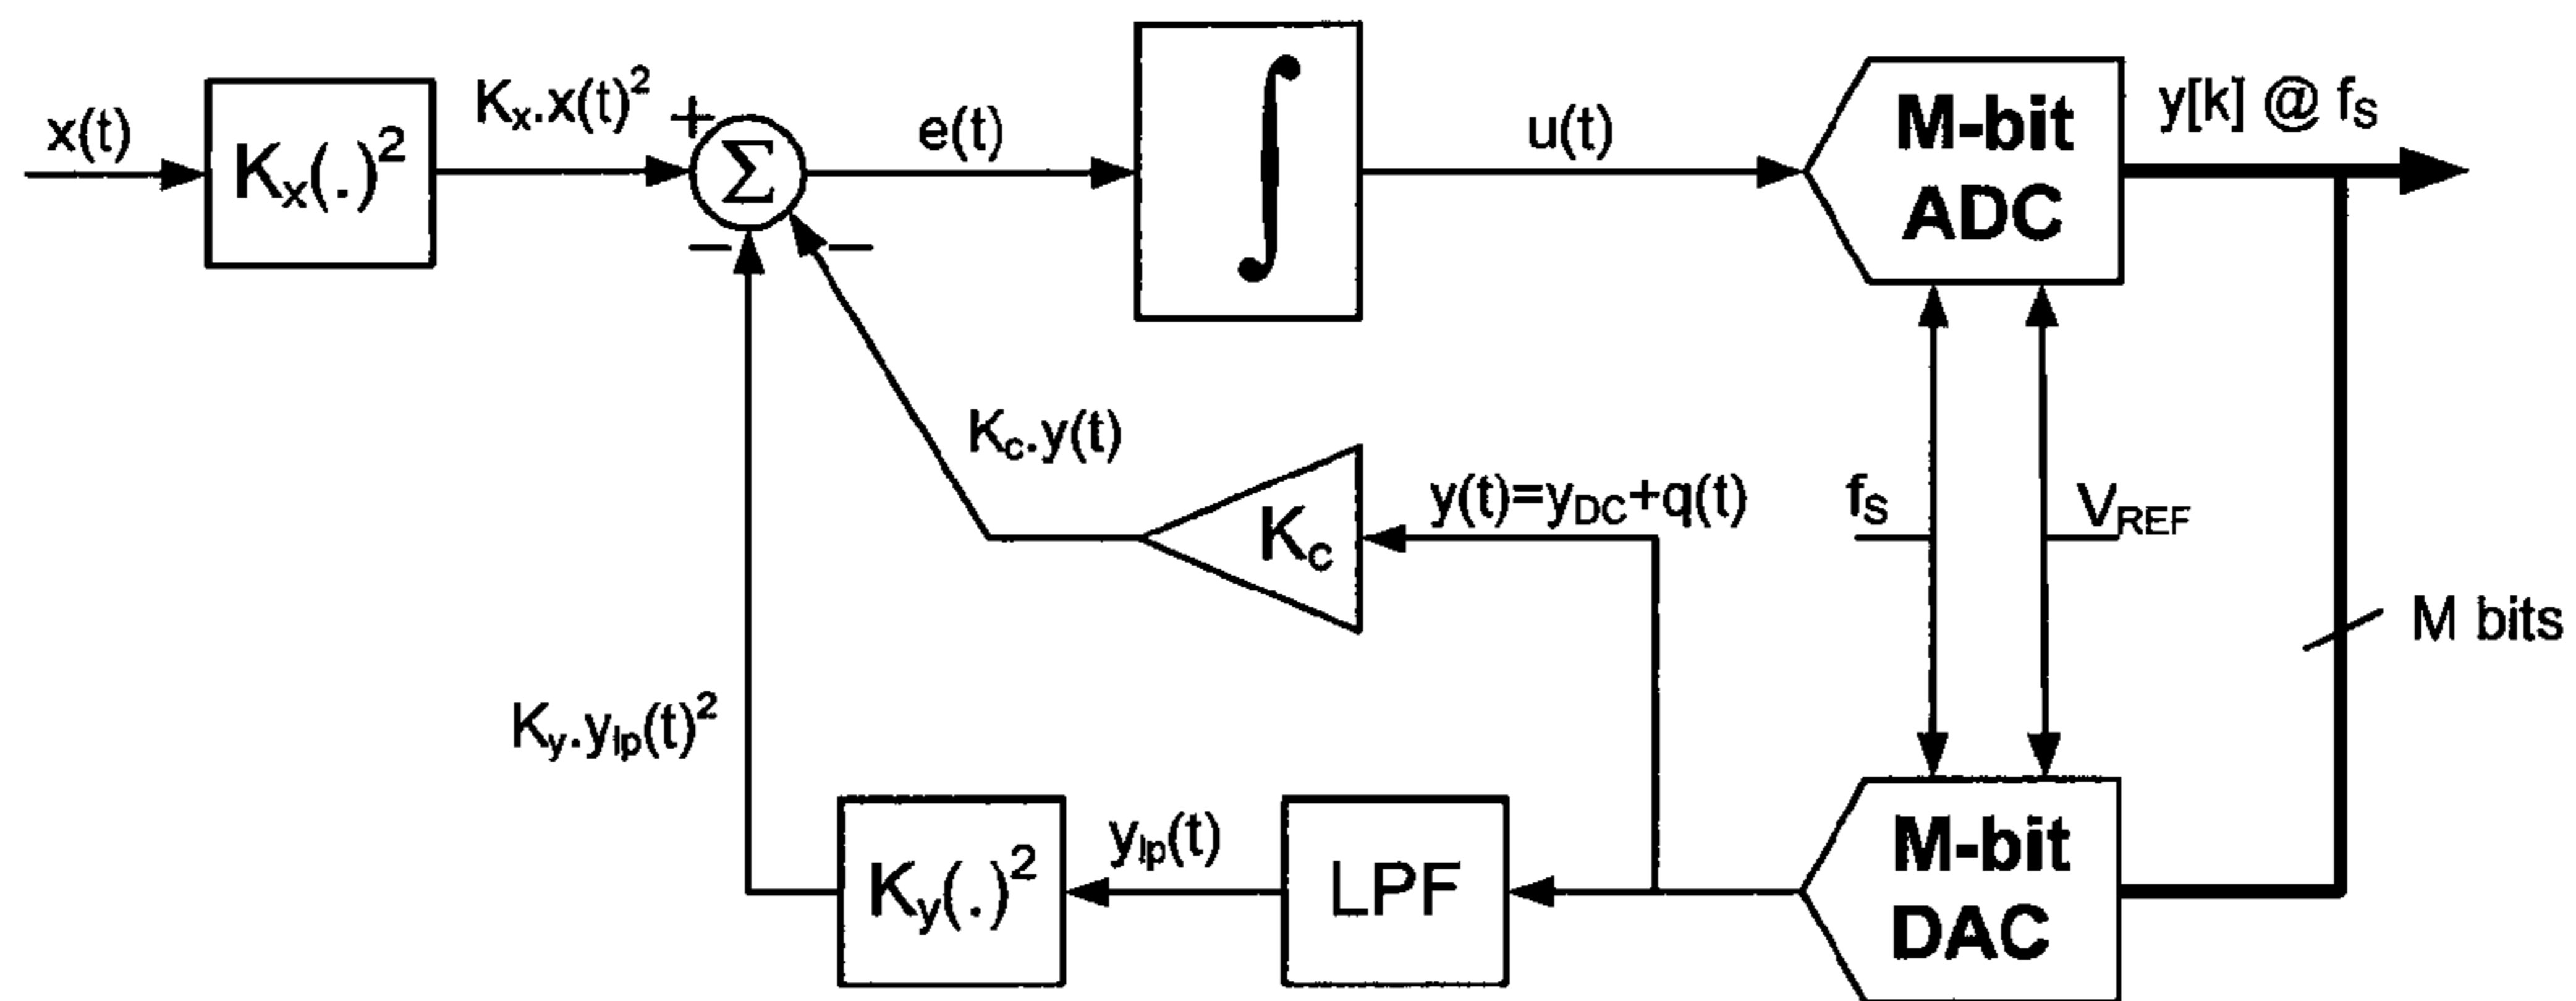 x(t)
Kₓ(.)²
Kₓ.x(t)²
+
Σ
−
−
e(t)
∫
u(t)
M-bit
ADC
y[k] @ fS
Kc.y(t)
Kc
y(t)=yDC+q(t)
fS
VREF
M bits
Ky.ylp(t)²
Ky(.)²
ylp(t)
LPF
M-bit
DAC